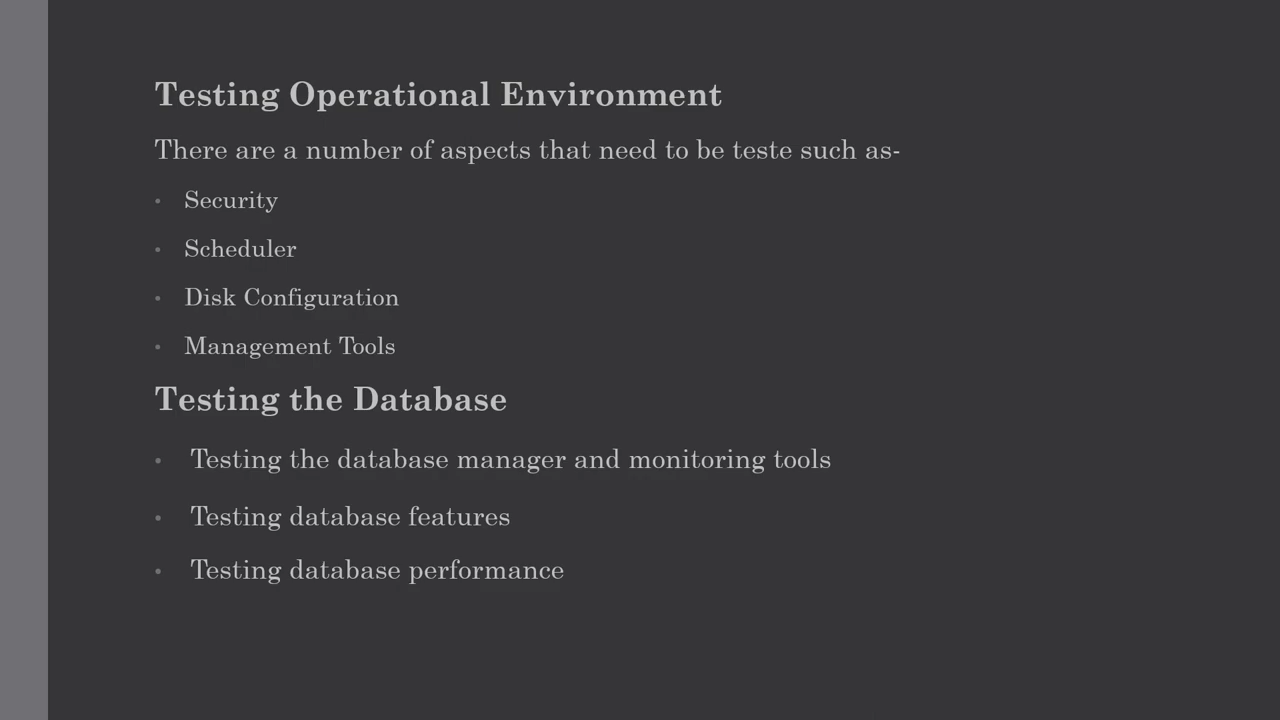 Testing Operational Environment
There are a number of aspects that need to be teste such as-
• Security
• Scheduler
• Disk Configuration
• Management Tools
Testing the Database
• Testing the database manager and monitoring tools
• Testing database features
• Testing database performance